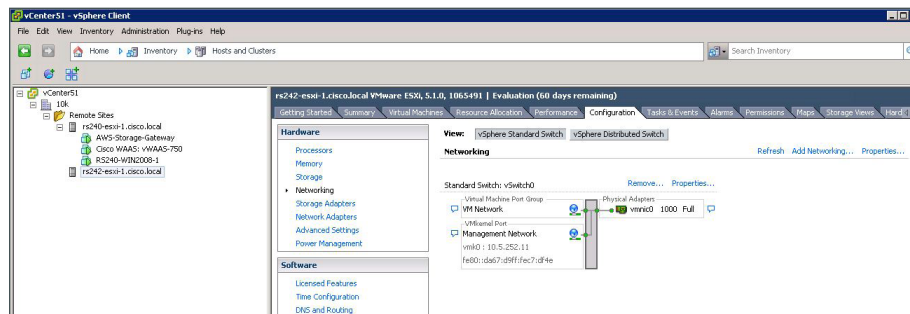 vCenter51 - vSphere Client
File Edit View Inventory Administration Plug-ins Help
Home Inventory Hosts and Clusters
Search Inventory
vCenter51
10k
Remote Sites
rs240-esxi-1.cisco.local
AWS-Storage-Gateway
Cisco WAAS: vWAAS-750
RS240-WIN2008-1
rs242-esxi-1.cisco.local
rs242-esxi-1.cisco.local VMware ESXi, 5.1.0, 1065491 | Evaluation (60 days remaining)
Getting Started Summary Virtual Machines Resource Allocation Performance Configuration Tasks & Events Alarms Permissions Maps Storage Views Hard
Hardware
Processors
Memory
Storage
Networking
Storage Adapters
Network Adapters
Advanced Settings
Power Management
Software
Licensed Features
Time Configuration
DNS and Routing
View: vSphere Standard Switch vSphere Distributed Switch
Networking
Refresh Add Networking... Properties...
Standard Switch: vSwitch0 Remove... Properties...
Virtual Machine Port Group Physical Adapters
VM Network vmnic0 1000 Full
VMkernel Port
Management Network
vmk0 : 10.5.252.11
fe80::da67:d9ff:fec7:df4e